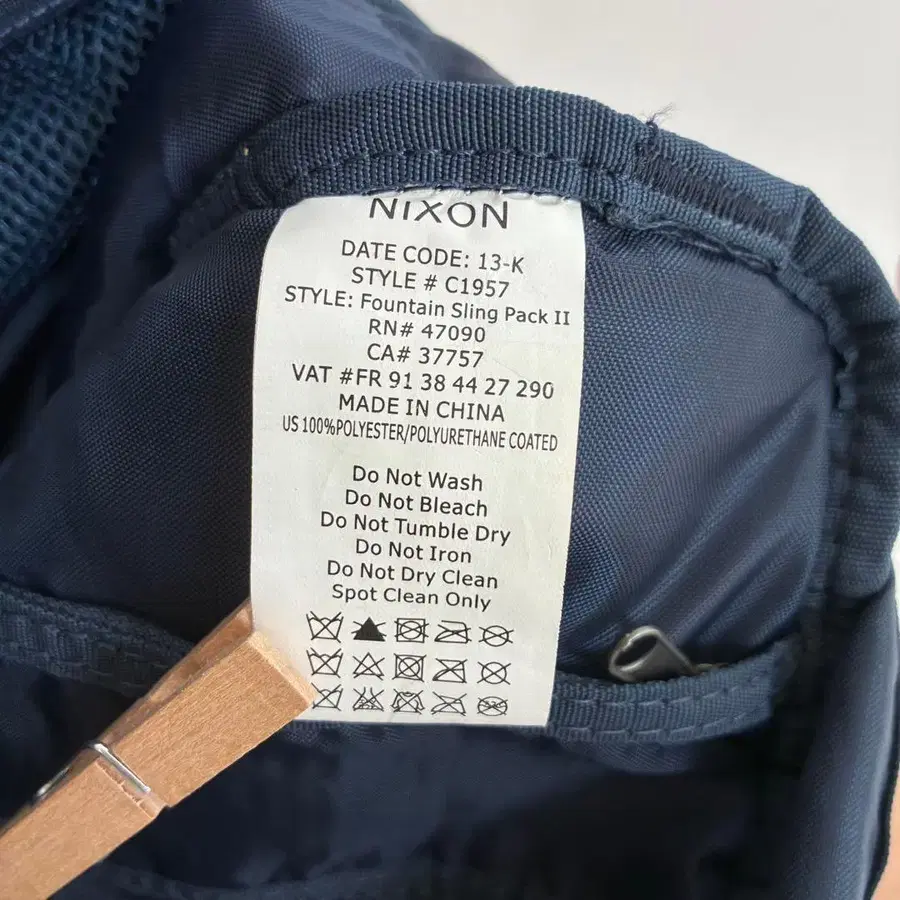 NIXON
DATE CODE: 13-K
STYLE # C1957
STYLE: Fountain Sling Pack II
RN# 47090
CA# 37757
VAT #FR 91 38 44 27 290
MADE IN CHINA
US 100%POLYESTER/POLYURETHANE COATED
Do Not Wash
Do Not Bleach
Do Not Tumble Dry
Do Not Iron
Do Not Dry Clean
Spot Clean Only